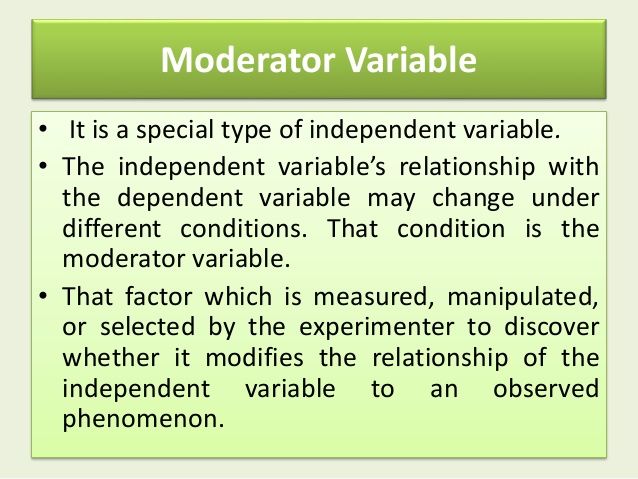 Moderator Variable
• It is a special type of independent variable.
• The independent variable’s relationship with
the dependent variable may change under
different conditions. That condition is the
moderator variable.
• That factor which is measured, manipulated,
or selected by the experimenter to discover
whether it modifies the relationship of the
independent variable to an observed
phenomenon.